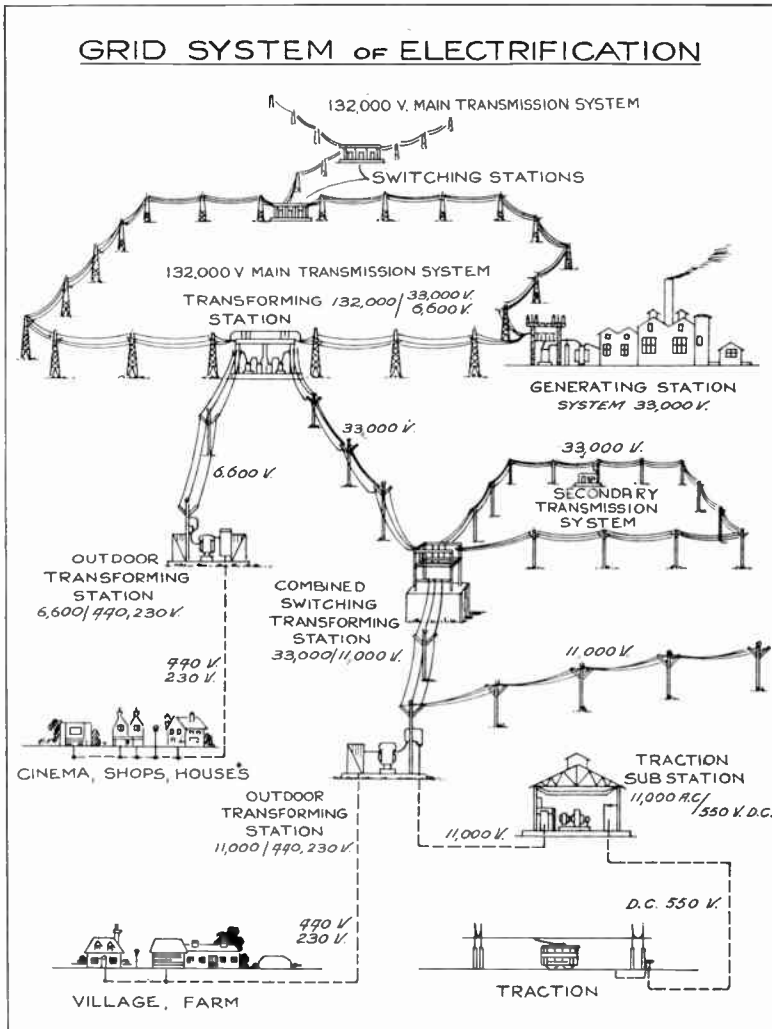 GRID SYSTEM OF ELECTRIFICATION
132,000 V. MAIN TRANSMISSION SYSTEM
SWITCHING STATIONS
132,000 V MAIN TRANSMISSION SYSTEM
TRANSFORMING
STATION
132,000/33,000 V.
6,600 V.
GENERATING STATION
SYSTEM 33,000 V.
33,000 V.
6,600 V.
33,000 V.
SECONDARY
TRANSMISSION
SYSTEM
OUTDOOR
TRANSFORMING
STATION
6,600/440,230 V.
COMBINED
SWITCHING
TRANSFORMING
STATION
33,000/11,000 V.
440 V.
230 V.
11,000 V.
CINEMA, SHOPS, HOUSES
TRACTION
SUB STATION
11,000 A.C./
550 V. D.C.
OUTDOOR
TRANSFORMING
STATION
11,000/440,230 V.
11,000 V.
440 V
230 V.
D.C. 550 V.
VILLAGE, FARM
TRACTION